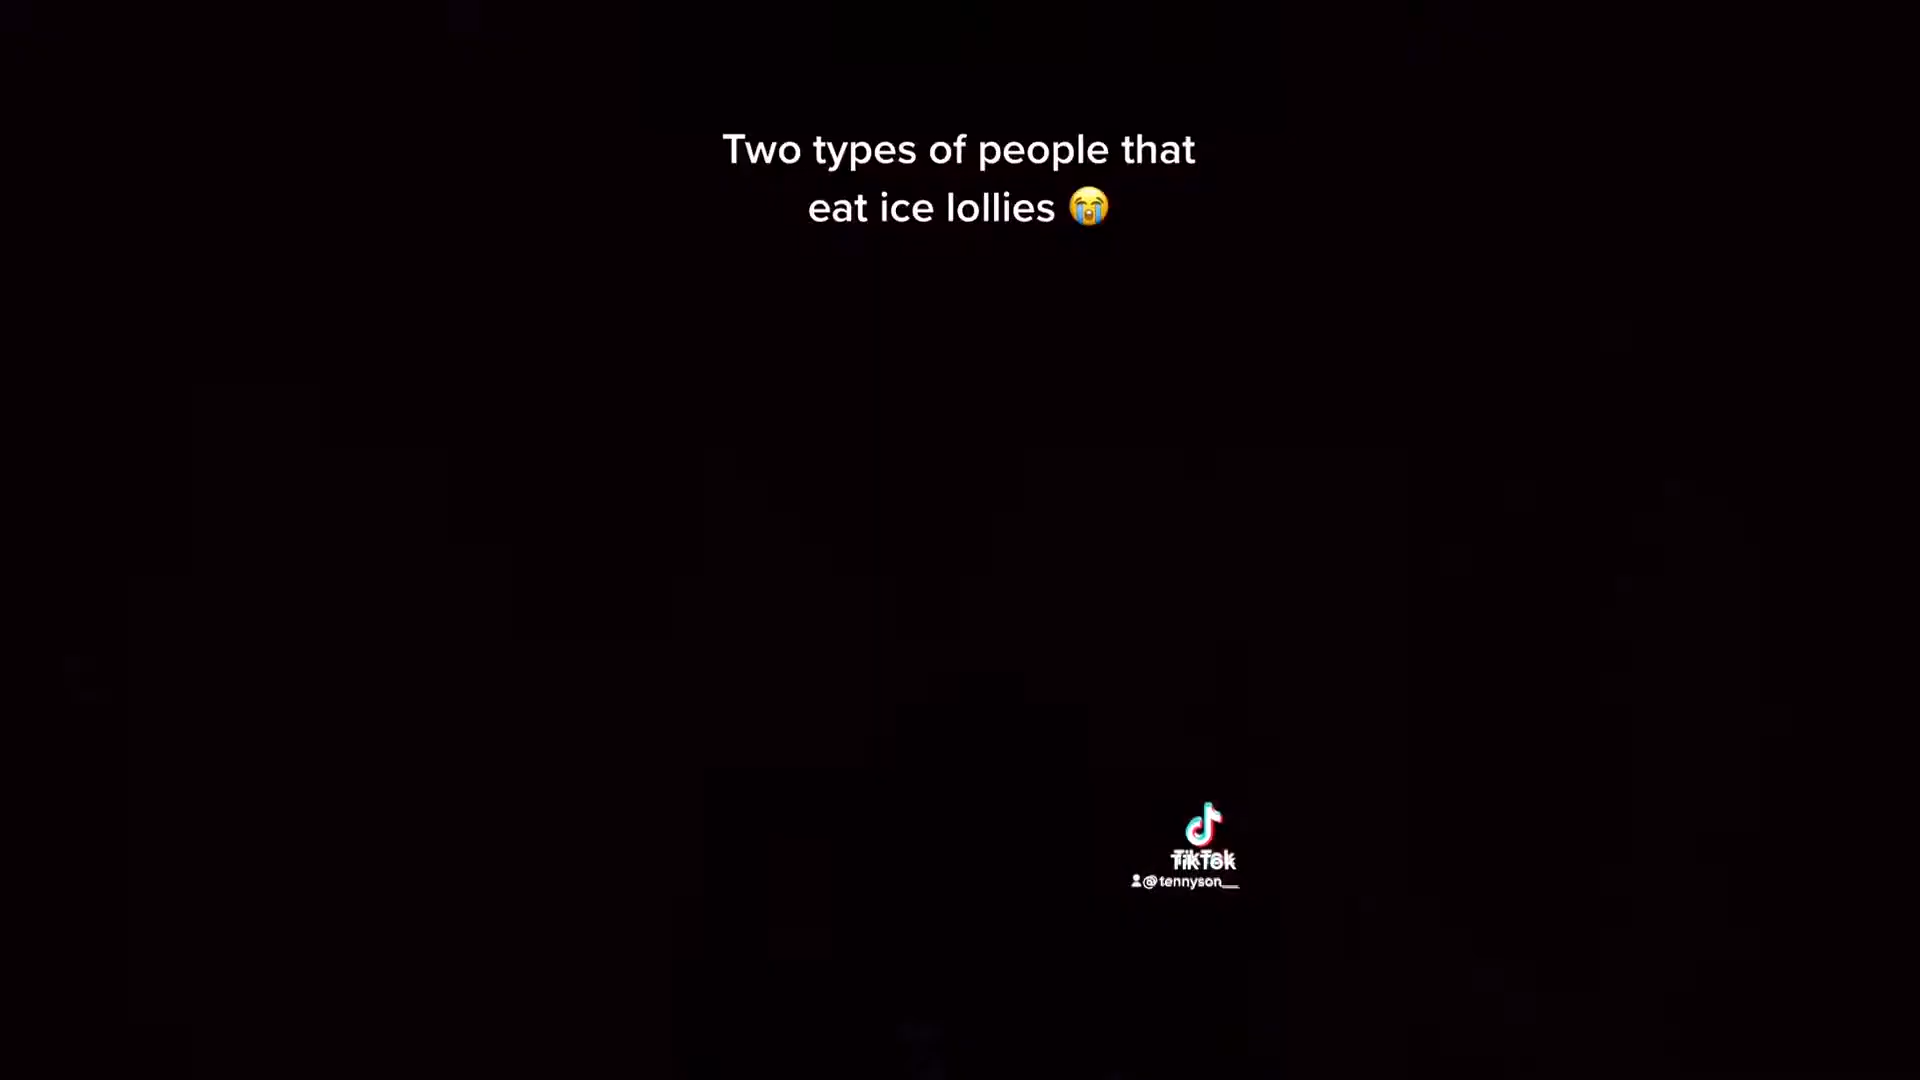 Two types of people that
eat ice lollies 😭
TikTok
@tennyson__